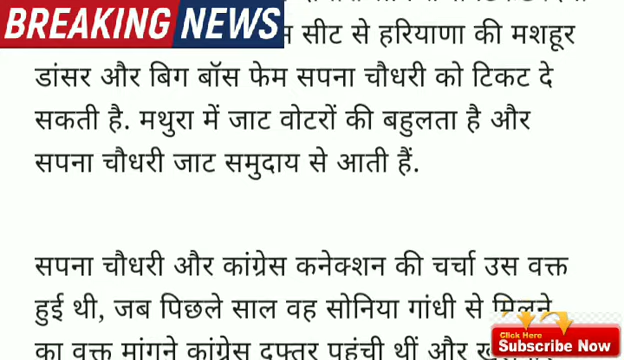 BREAKING NEWS
सीट से हरियाणा की मशहूर
डांसर और बिग बॉस फेम सपना चौधरी को टिकट दे
सकती है. मथुरा में जाट वोटरों की बहुलता है और
सपना चौधरी जाट समुदाय से आती हैं.
सपना चौधरी और कांग्रेस कनेक्शन की चर्चा उस वक्त
हुई थी, जब पिछले साल वह सोनिया गांधी से मिलने
का वक्त मांगने कांग्रेस दफ्तर पहुंची थीं और
Click Here
Subscribe Now